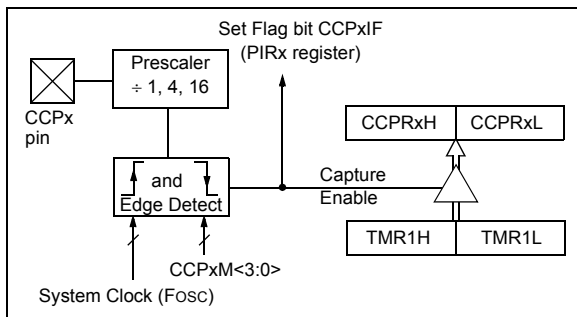 Set Flag bit CCPxIF
(PIRx register)
Prescaler
÷ 1, 4, 16
CCPx
pin
CCPRxH
CCPRxL
and
Edge Detect
Capture
Enable
TMR1H
TMR1L
CCPxM<3:0>
System Clock (FOSC)